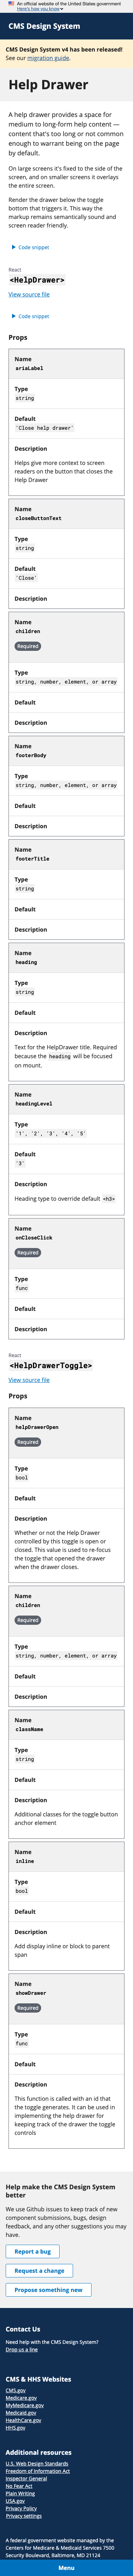 An official website of the United States government
Here's how you know
CMS Design System
CMS Design System v4 has been released!
See our migration guide.
Help Drawer
A help drawer provides a space for
medium to long-form help content —
content that's too long or not common
enough to warrant being on the page
by default.
On large screens it's fixed to the side of the
screen, and on smaller screens it overlays
the entire screen.
Render the drawer below the toggle
button that triggers it. This way the
markup stays semantically structured and
more screen reader friendly.
Code snippet
React
<HelpDrawer>
View source file
Code snippet
Props
Name
ariaLabel
Type
string
Default
'Close help drawer'
Description
Helps give more context to screen
readers on the button that closes the
Help Drawer
Name
closeButtonText
Type
string
Default
'Close'
Description
Name
children
Required
Type
string, number, element, or array
Default
Description
Name
footerBody
Type
string, number, element, or array
Default
Description
Name
footerTitle
Type
string
Default
Description
Name
heading
Type
string
Default
Description
Text for the HelpDrawer title. Required
because the heading will be focused
on mount.
Name
headingLevel
Type
'1', '2', '3', '4', '5'
Default
'3'
Description
Heading type to override default <h3>
Name
onCloseClick
Required
Type
func
Default
Description
React
<HelpDrawerToggle>
View source file
Props
Name
helpDrawerOpen
Required
Type
bool
Default
Description
Whether or not the Help Drawer
controlled by this toggle is open or
closed. This value is used to re-focus
the toggle that opened the drawer
when the drawer closes.
Name
children
Required
Type
string, number, element, or array
Default
Description
Name
className
Type
string
Default
Description
Additional classes for the toggle button
anchor element
Name
inline
Type
bool
Default
Description
Add display inline or block to parent
span
Name
showDrawer
Required
Type
func
Default
Description
This function is called with an id that
the toggle generates. It can be used in
implementing the help drawer for
keeping track of the drawer the toggle
controls
Help make the CMS Design System
better
We use Github issues to keep track of new
component submissions, bugs, design
feedback, and any other suggestions you may
have.
Report a bug
Request a change
Propose something new
Contact Us
Need help with the CMS Design System?
Drop us a line
CMS & HHS Websites
CMS.gov
Medicare.gov
MyMedicare.gov
Medicaid.gov
HealthCare.gov
HHS.gov
Additional resources
U.S. Web Design Standards
Freedom of Information Act
Inspector General
No Fear Act
Plain Writing
USA.gov
Privacy Policy
Privacy settings
A federal government website managed by the
Centers for Medicare & Medicaid Services 7500
Security Boulevard, Baltimore, MD 21124
Menu